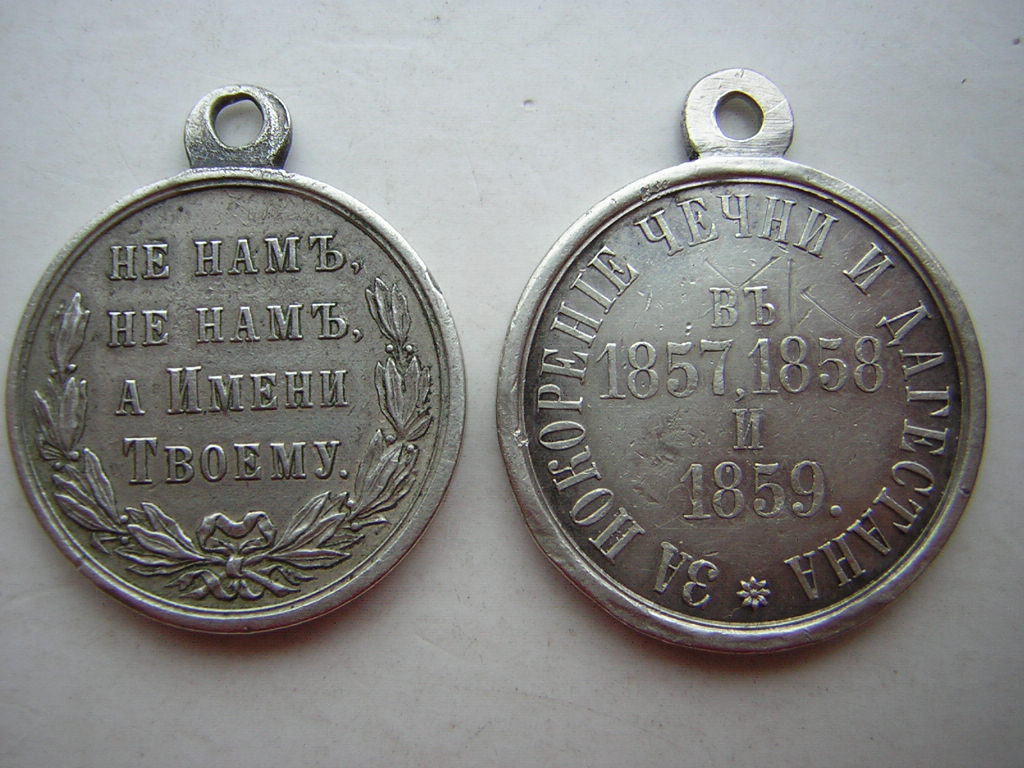 НЕ НАМЪ,
НЕ НАМЪ,
А ИМЕНИ
ТВОЕМУ.
ЗА ПОКОРЕНІЕ ЧЕЧНИ И ДАГЕСТАНА
ВЪ
1857, 1858
И
1859.